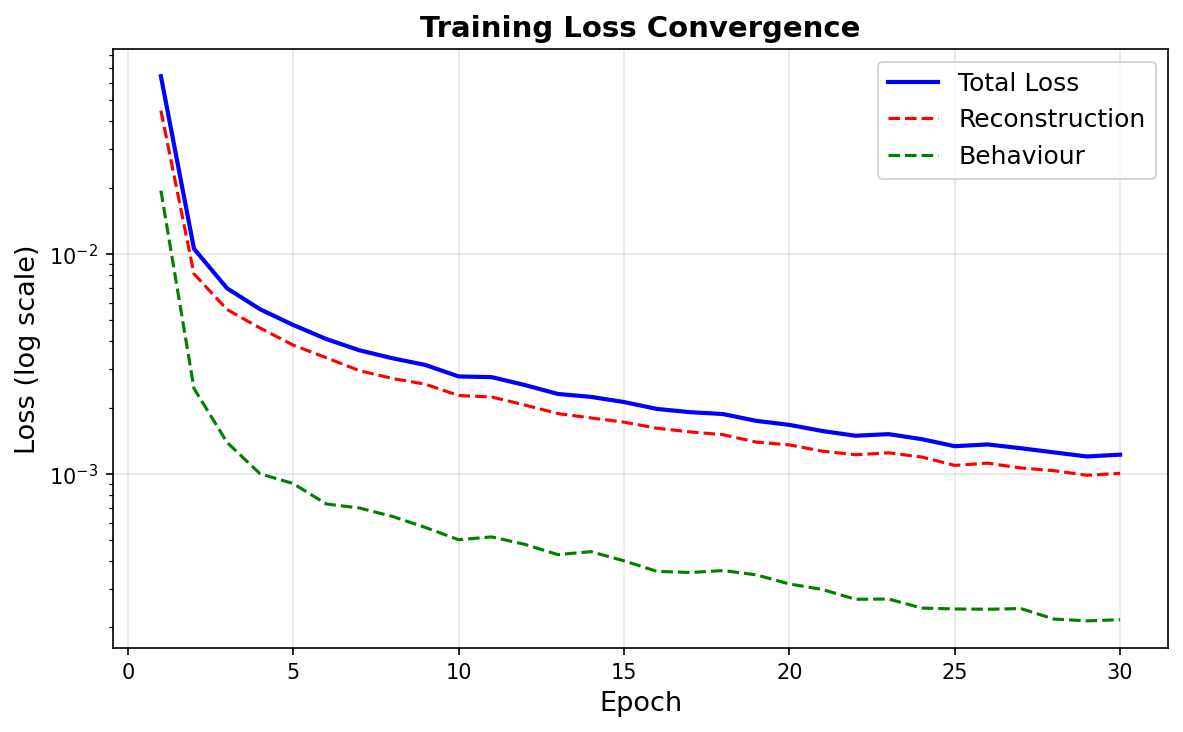 Training Loss Convergence
Total Loss
Reconstruction
Behaviour
Loss (log scale)
10⁻²
10⁻³
0 5 10 15 20 25 30
Epoch